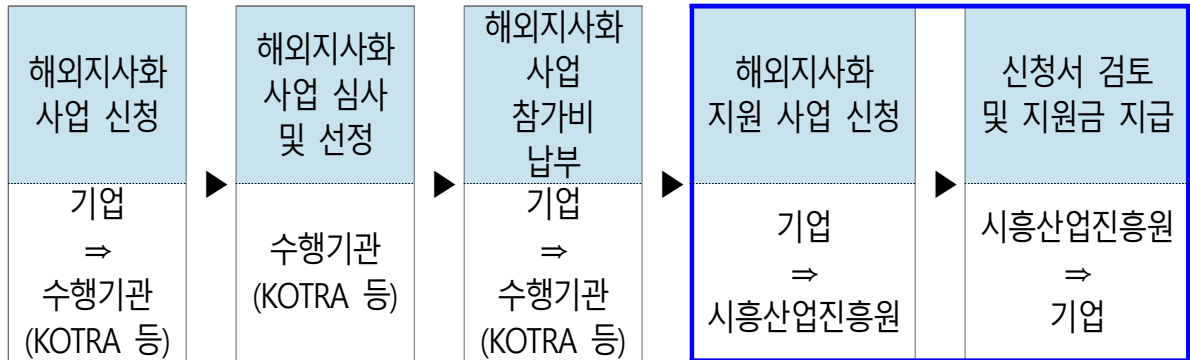 해외지사화
사업 신청
기업
⇒
수행기관
(KOTRA 등)
▶
해외지사화
사업 심사
및 선정
수행기관
(KOTRA 등)
▶
해외지사화
사업
참가비
납부
기업
⇒
수행기관
(KOTRA 등)
▶
해외지사화
지원 사업 신청
기업
⇒
시흥산업진흥원
▶
신청서 검토
및 지원금 지급
시흥산업진흥원
⇒
기업